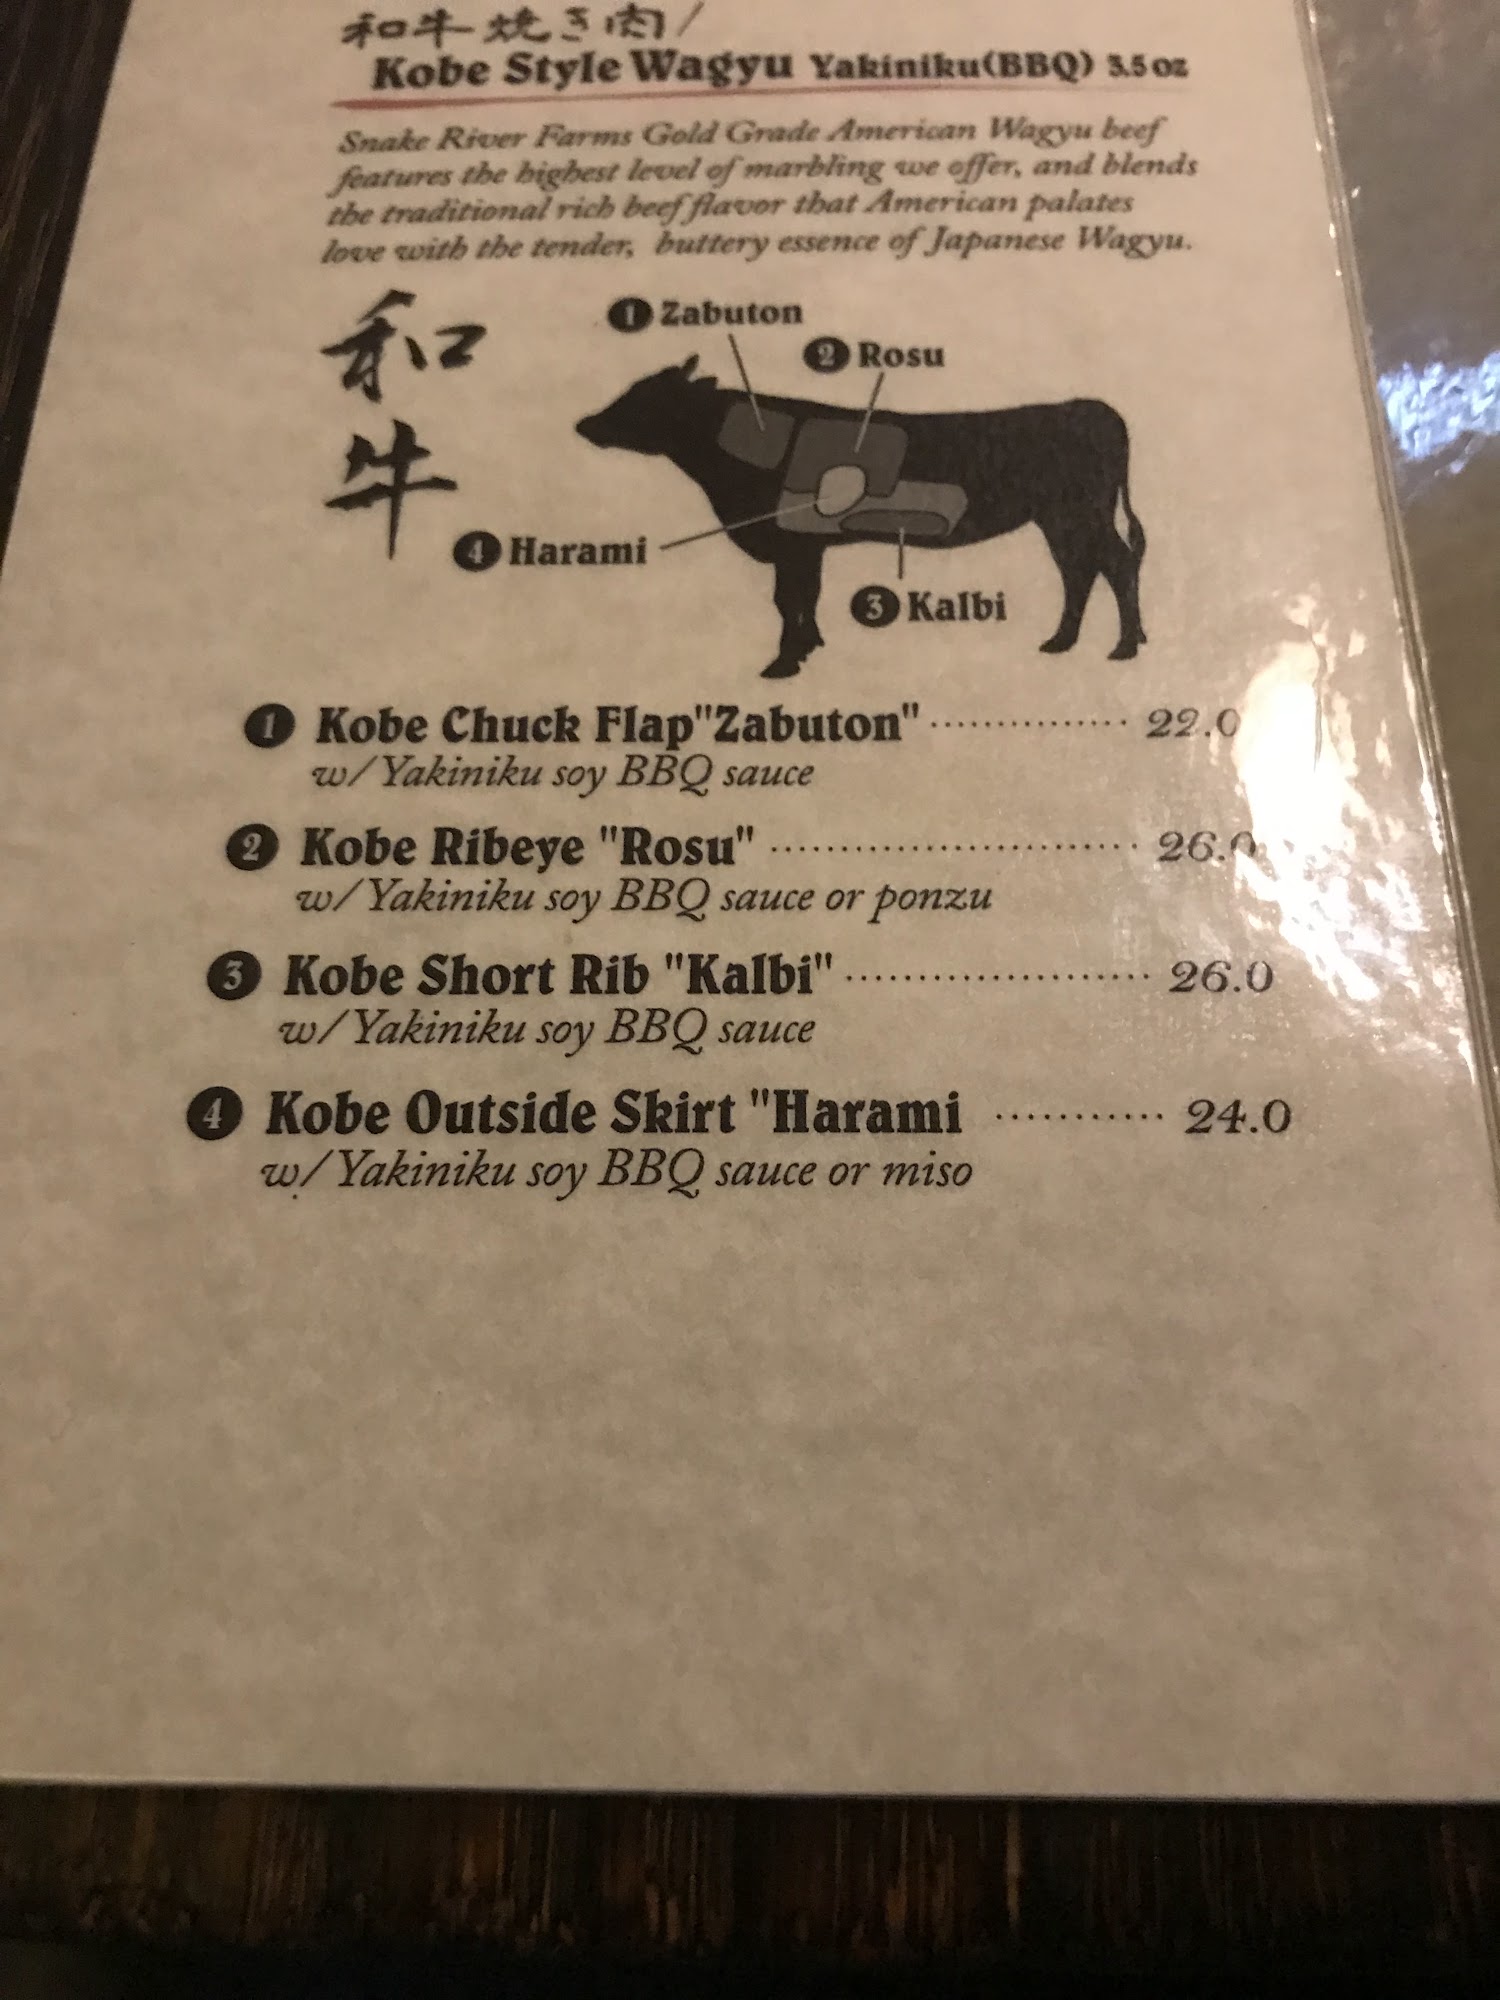 和牛焼き肉/
Kobe Style Wagyu Yakiniku(BBQ) 3.5 oz
Snake River Farms Gold Grade American Wagyu beef
features the highest level of marbling we offer, and blends
the traditional rich beef flavor that American palates
love with the tender, buttery essence of Japanese Wagyu.
和
牛
1 Zabuton
2 Rosu
4 Harami
3 Kalbi
1 Kobe Chuck Flap"Zabuton" ............... 22.0
w/Yakiniku soy BBQ sauce
2 Kobe Ribeye "Rosu" ........................... 26.0
w/Yakiniku soy BBQ sauce or ponzu
3 Kobe Short Rib "Kalbi" ...................... 26.0
w/Yakiniku soy BBQ sauce
4 Kobe Outside Skirt "Harami ........... 24.0
w/Yakiniku soy BBQ sauce or miso